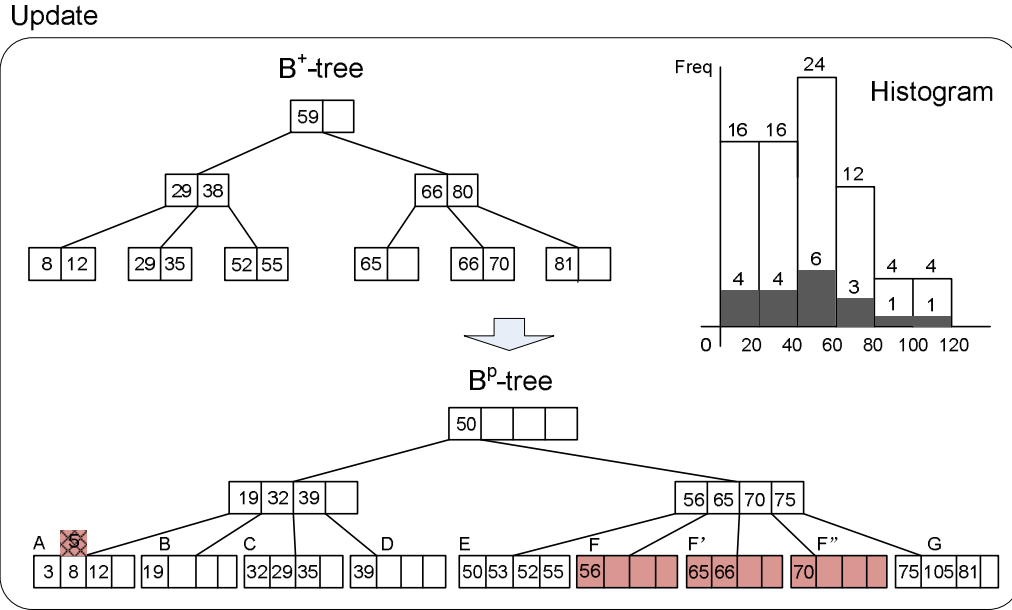 Update
B+-tree
59
29 38
66 80
8 12
29 35
52 55
65
66 70
81
Freq
Histogram
16 16 24 12 4 4
4 4 6 3 1 1
0 20 40 60 80 100 120
Bp-tree
50
19 32 39
56 65 70 75
5
A B C D E F F' F” G
3 8 12
19
32 29 35
39
50 53 52 55
56
65 66
70
75 105 81